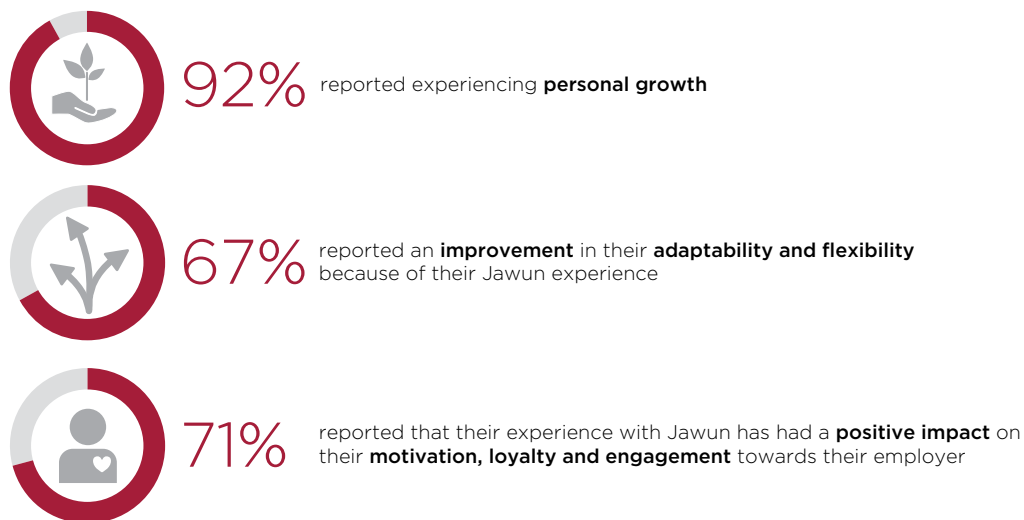 92%
reported experiencing personal growth
67%
reported an improvement in their adaptability and flexibility
because of their Jawun experience
71%
reported that their experience with Jawun has had a positive impact on
their motivation, loyalty and engagement towards their employer